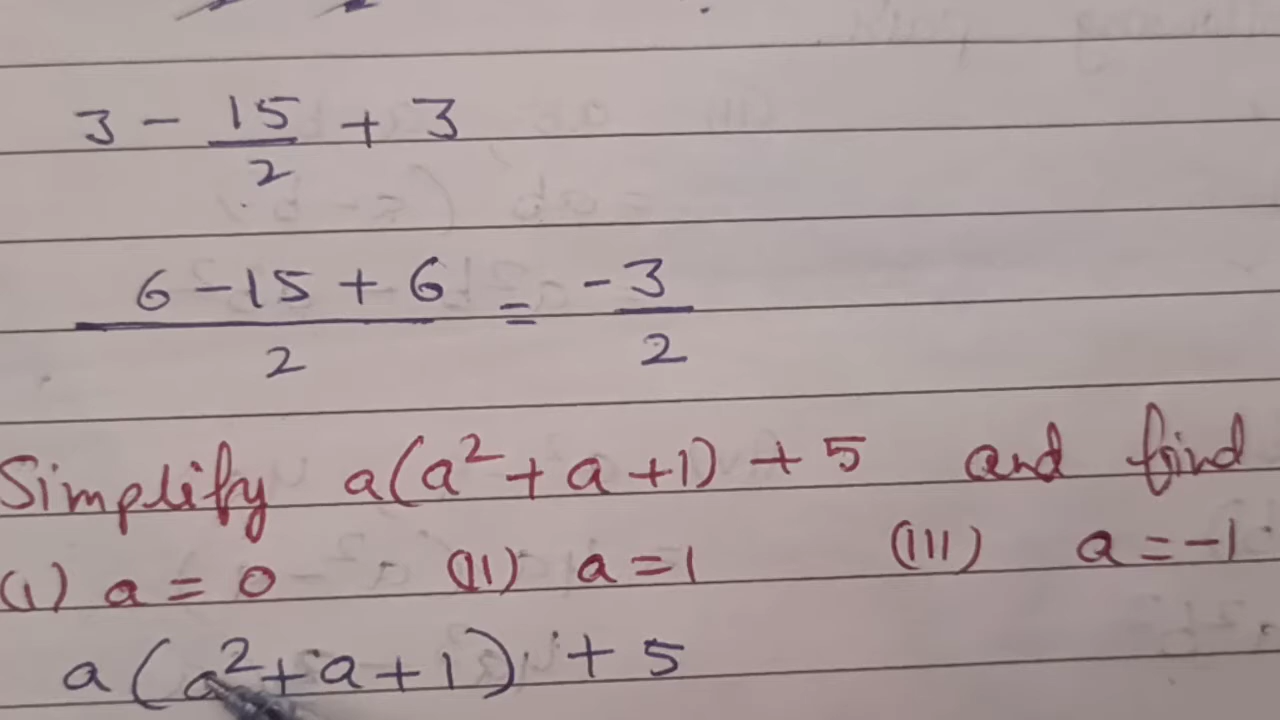 3 - 15/2 + 3
6 - 15 + 6 / 2 = -3/2
Simplify a(a² + a + 1) + 5 and find
(i) a = 0 (ii) a = 1 (iii) a = -1
a(a² + a + 1) + 5